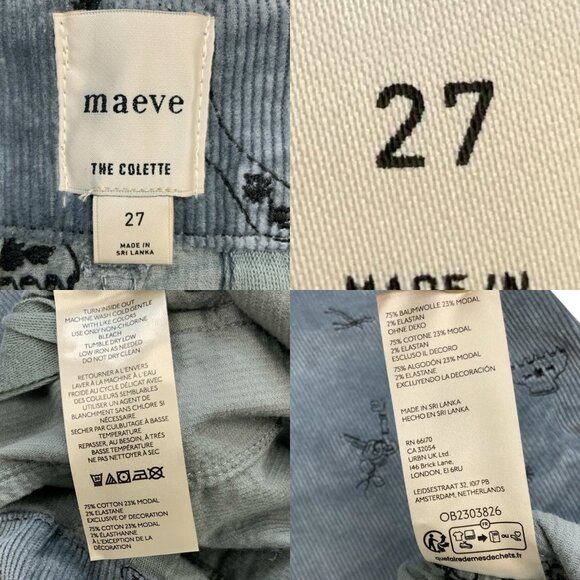 maeve
THE COLETTE
27
MADE IN
SRI LANKA
27
MADE IN
TURN INSIDE OUT
MACHINE WASH COLD
WITH LIKE COLORS
USE ONLY NON-CHLORINE
BLEACH
TUMBLE DRY LOW
LOW IRON AS NEEDED
DO NOT DRY CLEAN
RETOURNER À L'ENVERS
LAVER À LA MACHINE À L'EAU
FROIDE AU CYCLE DÉLICAT AVEC
DES COULEURS SEMBLABLES
UTILISER UN AGENT DE
BLANCHIMENT SANS CHLORE SI
NÉCESSAIRE
SÉCHER PAR CULBUTAGE À BASSE
TEMPÉRATURE
REPASSER, AU BESOIN, À TRÈS
BASSE TEMPÉRATURE
NE PAS NETTOYER À SEC
75% COTTON 23% MODAL
2% ELASTANE
EXCLUSIVE OF DECORATION
75% COTON 23% MODAL
2% ÉLASTHANNE
À L'EXCEPTION DE LA
DÉCORATION
75% BAUMWOLLE 23% MODAL
2% ELASTAN
OHNE DEKO
75% COTONE 23% MODAL
2% ELASTAN
ESCLUSO IL DECORO
75% ALGODÓN 23% MODAL
2% ELASTANE
EXCLUYENDO LA DECORACIÓN
MADE IN SRI LANKA
HECHO EN SRI LANKA
RN 66170
CA 32054
URBN UK Ltd.
146 Brick Lane,
LONDON, E1 6RU
LEIDSESTRAAT 32, 1017 PB
AMSTERDAM, NETHERLANDS
OB2303826
FR
quefairedemesdechets.fr